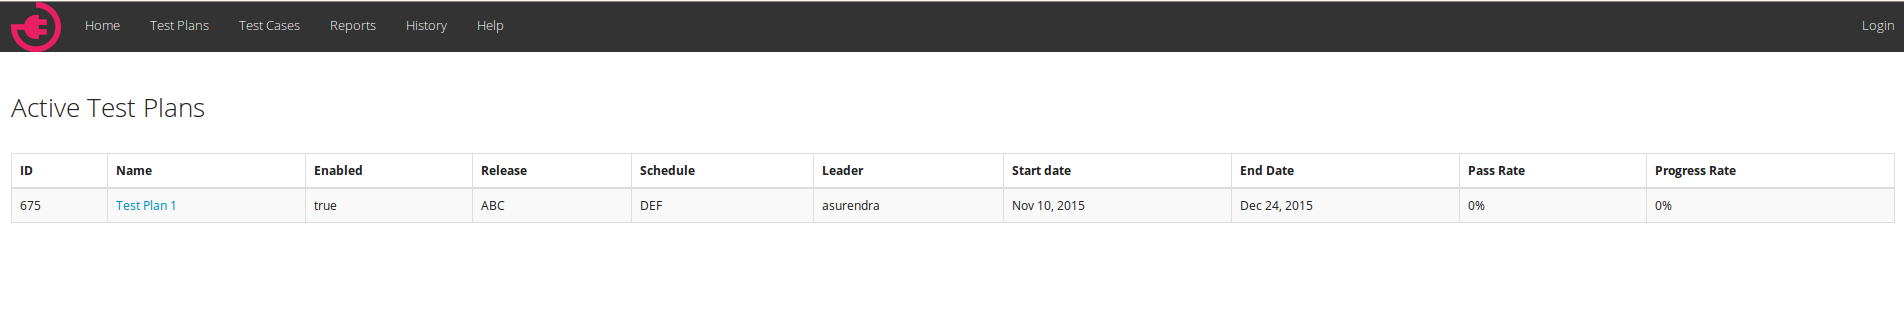 Home Test Plans Test Cases Reports History Help Login
Active Test Plans
ID Name Enabled Release Schedule Leader Start date End Date Pass Rate Progress Rate
675 Test Plan 1 true ABC DEF asurendra Nov 10, 2015 Dec 24, 2015 0% 0%